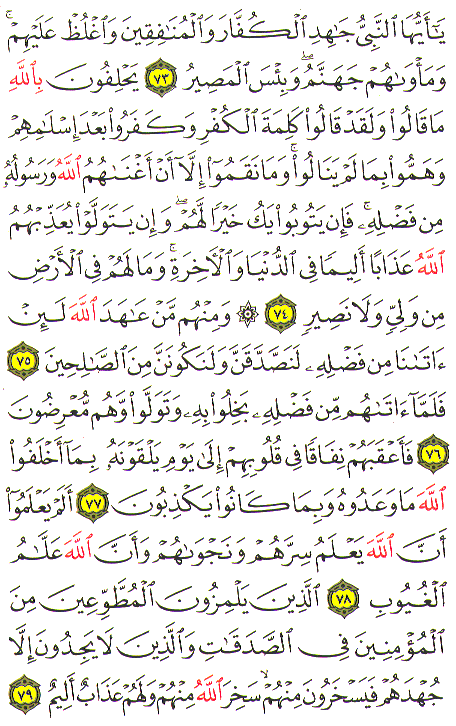 يَـٰٓأَيُّهَا ٱلنَّبِيُّ جَـٰهِدِ ٱلْكُفَّارَ وَٱلْمُنَـٰفِقِينَ وَٱغْلُظْ عَلَيْهِمْۚ
وَمَأْوَىٰهُمْ جَهَنَّمُۖ وَبِئْسَ ٱلْمَصِيرُ ٧٣ يَحْلِفُونَ بِٱللَّهِ
مَا قَالُوا۟ وَلَقَدْ قَالُوا۟ كَلِمَةَ ٱلْكُفْرِ وَكَفَرُوا۟ بَعْدَ إِسْلَـٰمِهِمْ
وَهَمُّوا۟ بِمَا لَمْ يَنَالُوا۟ۚ وَمَا نَقَمُوٓا۟ إِلَّآ أَنْ أَغْنَىٰهُمُ ٱللَّهُ وَرَسُولُهُۥ
مِن فَضْلِهِۦۚ فَإِن يَتُوبُوا۟ يَكُ خَيْرًا لَّهُمْۖ وَإِن يَتَوَلَّوْا۟ يُعَذِّبْهُمُ
ٱللَّهُ عَذَابًا أَلِيمًا فِي ٱلدُّنْيَا وَٱلْـَٔاخِرَةِۚ وَمَا لَهُمْ فِي ٱلْأَرْضِ
مِن وَلِيٍّ وَلَا نَصِيرٍ ٧٤ ۞ وَمِنْهُم مَّنْ عَـٰهَدَ ٱللَّهَ لَئِنْ
ءَاتَىٰنَا مِن فَضْلِهِۦ لَنَصَّدَّقَنَّ وَلَنَكُونَنَّ مِنَ ٱلصَّـٰلِحِينَ ٧٥
فَلَمَّآ ءَاتَىٰهُم مِّن فَضْلِهِۦ بَخِلُوا۟ بِهِۦ وَتَوَلَّوا۟ وَّهُم مُّعْرِضُونَ
٧٦ فَأَعْقَبَهُمْ نِفَاقًا فِي قُلُوبِهِمْ إِلَىٰ يَوْمِ يَلْقَوْنَهُۥ بِمَآ أَخْلَفُوا۟
ٱللَّهَ مَا وَعَدُوهُ وَبِمَا كَانُوا۟ يَكْذِبُونَ ٧٧ أَلَمْ يَعْلَمُوٓا۟
أَنَّ ٱللَّهَ يَعْلَمُ سِرَّهُمْ وَنَجْوَىٰهُمْ وَأَنَّ ٱللَّهَ عَلَّـٰمُ
ٱلْغُيُوبِ ٧٨ ٱلَّذِينَ يَلْمِزُونَ ٱلْمُطَّوِّعِينَ مِنَ
ٱلْمُؤْمِنِينَ فِي ٱلصَّدَقَـٰتِ وَٱلَّذِينَ لَا يَجِدُونَ إِلَّا
جُهْدَهُمْ فَيَسْخَرُونَ مِنْهُمْۙ سَخِرَ ٱللَّهُ مِنْهُمْ وَلَهُمْ عَذَابٌ أَلِيمٌ ٧٩